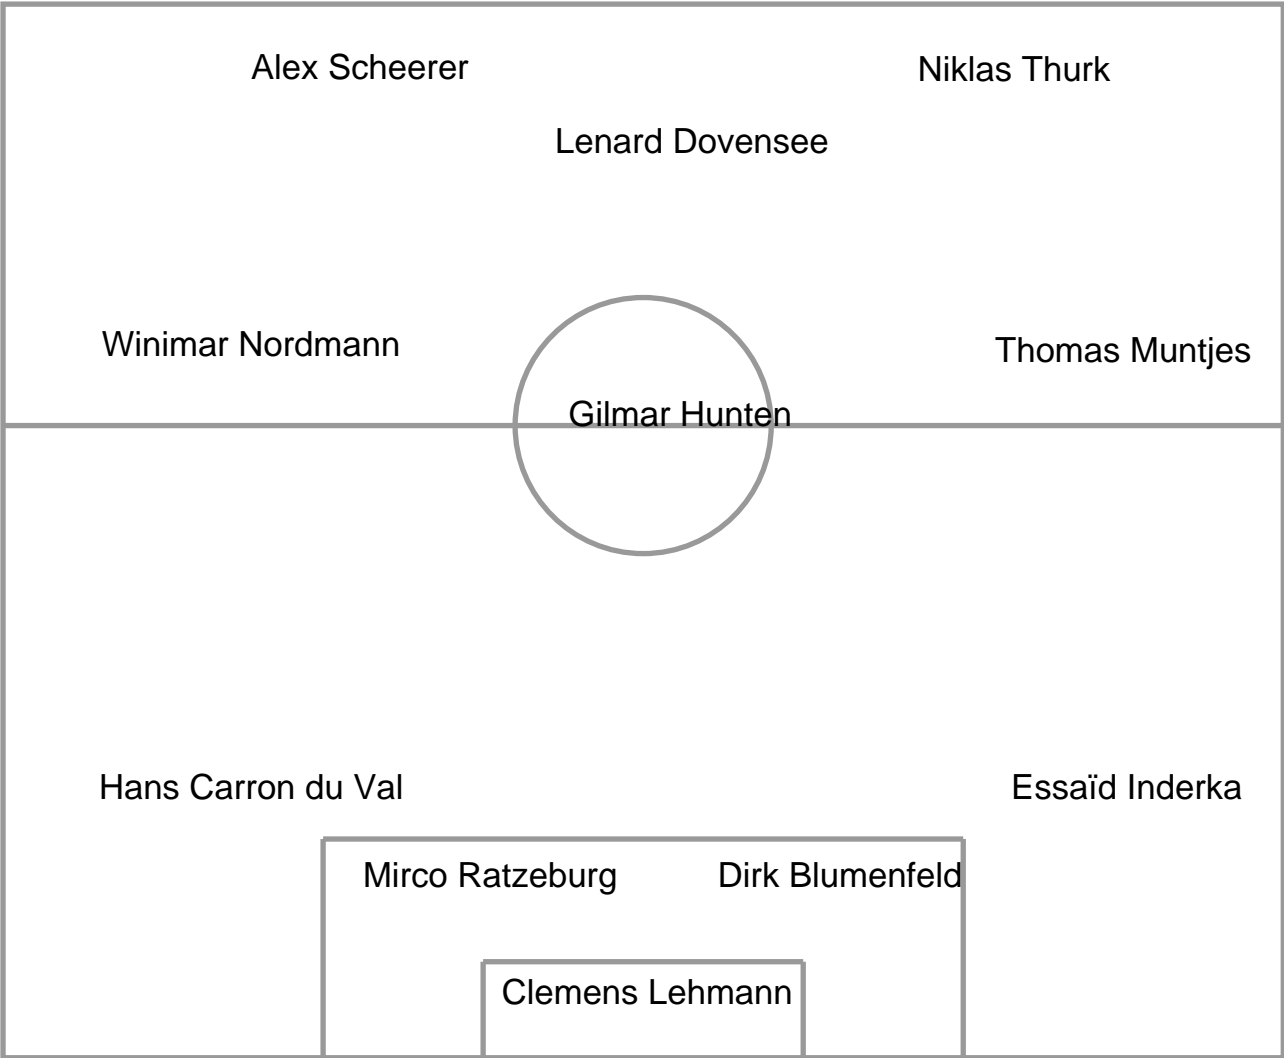 Alex Scheerer
Niklas Thurk
Lenard Dovensee
Winimar Nordmann
Thomas Muntjes
Gilmar Hunten
Hans Carron du Val
Essaïd Inderka
Mirco Ratzeburg
Dirk Blumenfeld
Clemens Lehmann